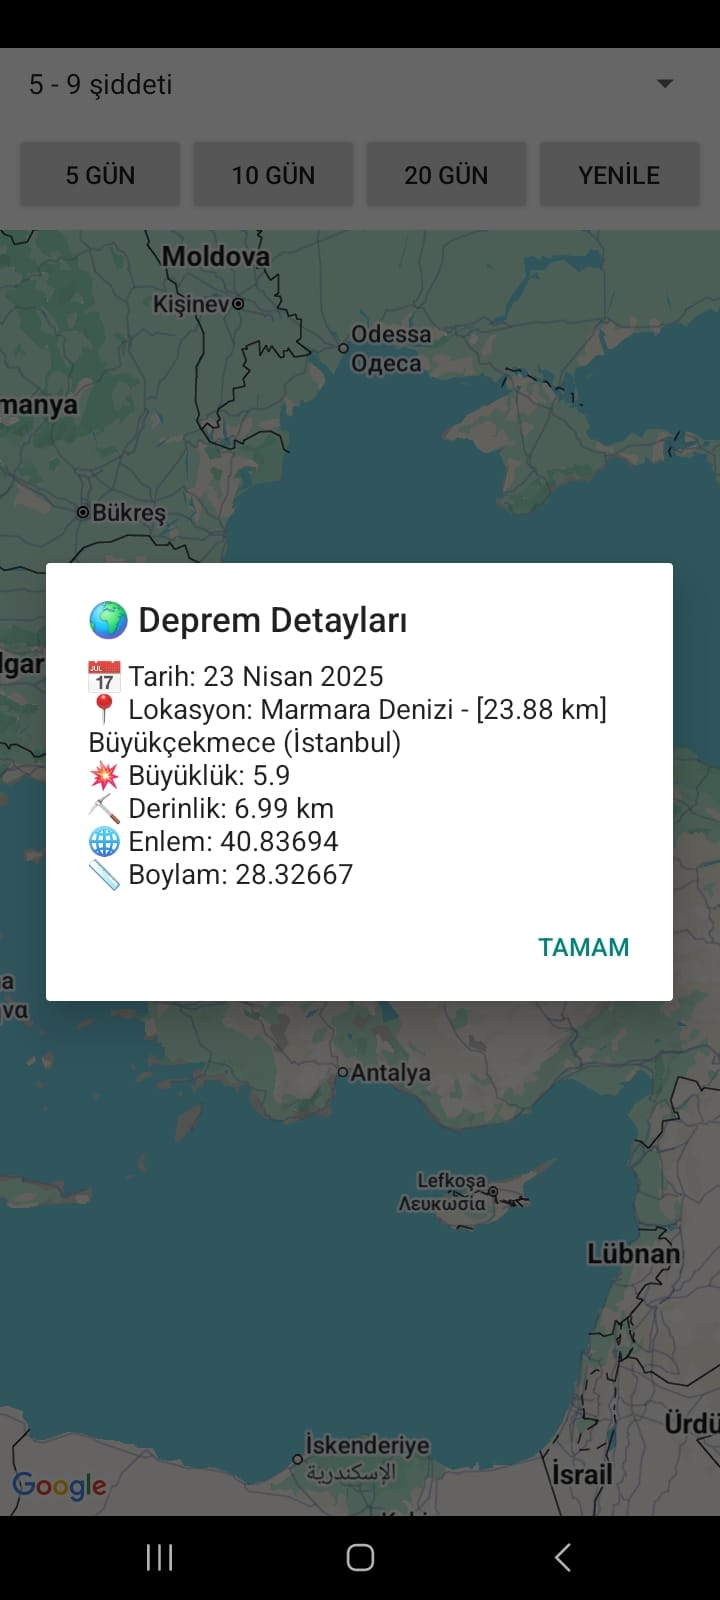 5 - 9 şiddeti
5 GÜN
10 GÜN
20 GÜN
YENİLE
Moldova
Kişinev
Odessa
Одеса
manya
Bükreş
lgar
Deprem Detayları
JUL
17
Tarih: 23 Nisan 2025
Lokasyon: Marmara Denizi - [23.88 km]
Büyükçekmece (İstanbul)
Büyüklük: 5.9
Derinlik: 6.99 km
Enlem: 40.83694
Boylam: 28.32667
TAMAM
a
να
Antalya
Lefkoşa
Λευκωσία
Lübnan
Ürdü
İskenderiye
الإسكندرية
İsrail
Google